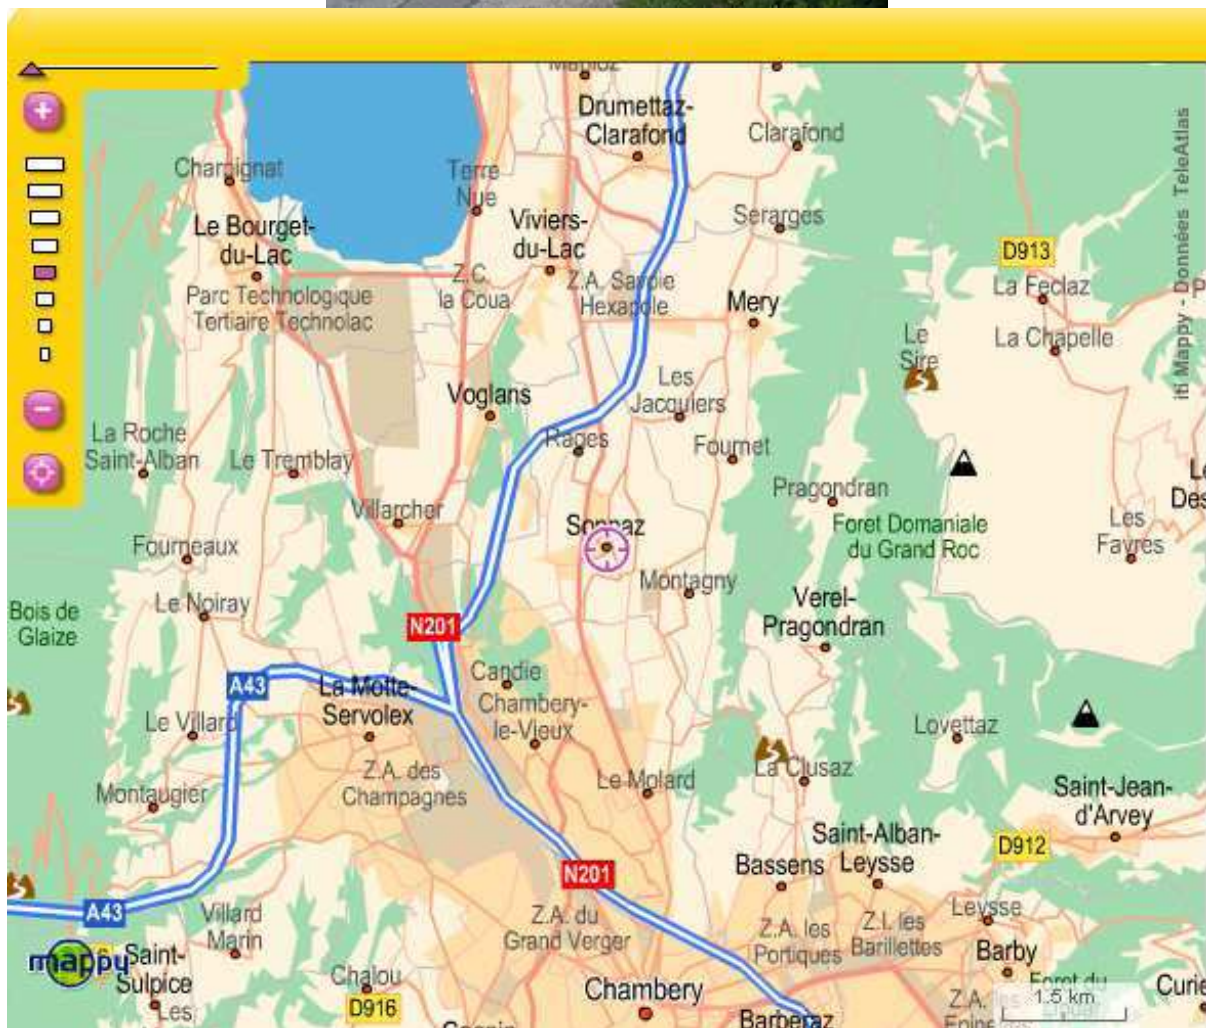 Drumettaz-
Clarafond
Clarafond
Charpignat
Terre
Nue
Le Bourget-
du-Lac
Viviers-
du-Lac
Serarges
D913
Parc Technologique
Tertiaire Technolac
Z.C.
la Coua
Z.A. Savoie
Hexapole
Mery
La Feclaz
La Chapelle
Le
Sire
iti Mappy - Données TeleAtlas
Voglans
Les
Jacquiers
La Roche
Saint-Alban
Le Tremblay
Rages
Fournet
Pragondran
Villarcher
Sonnaz
Foret Domaniale
du Grand Roc
Les
Favres
Fourneaux
Montagny
Le Noiray
Verel-
Pragondran
Bois de
Glaize
N201
A43
La Motte-
Servolex
Candie
Chambery-
le-Vieux
Le Villard
Lovettaz
Z.A. des
Champagnes
Le Molard
La Clusaz
Montaugier
Saint-Jean-
d'Arvey
Saint-Alban-
Leysse
D912
Bassens
N201
A43
Villard
Marin
Z.A. du
Grand Verger
Z.A. les
Portiques
Z.I. les
Barillettes
Leysse
Barby
mappy
Saint-
Sulpice
Les
Chalou
D916
Chambery
Barberaz
1.5 km